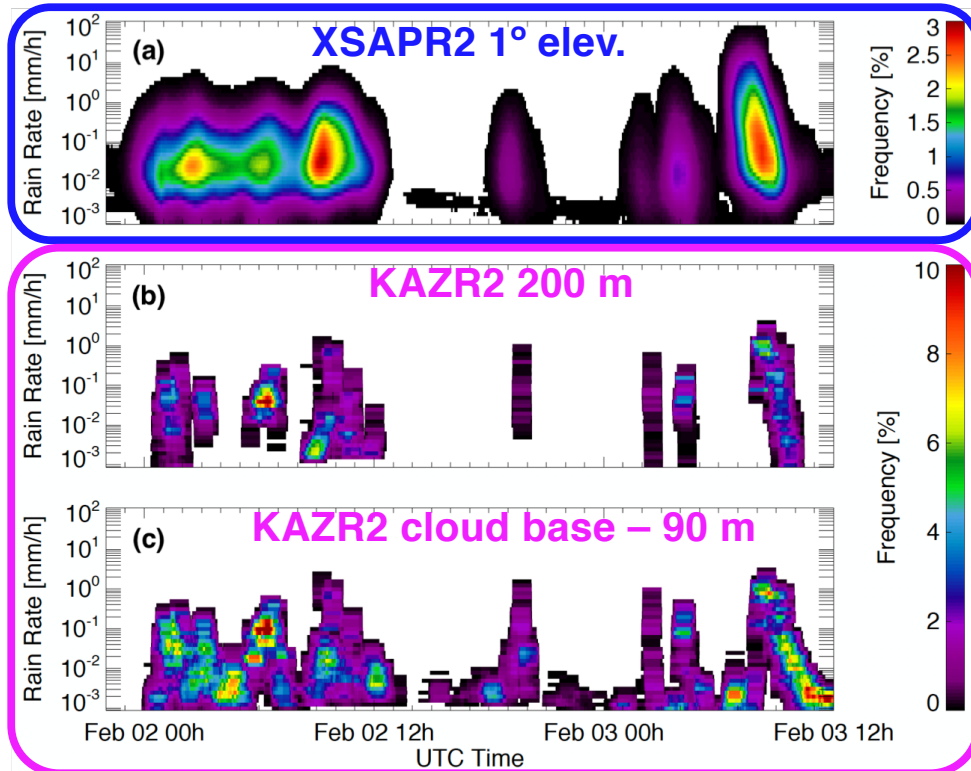 XSAPR2 1° elev.
(a)
Rain Rate [mm/h]
10²
10⁰
10⁻¹
10⁻²
10⁻³
Frequency [%]
3
2.5
2
1.5
1
0.5
0
KAZR2 200 m
(b)
Rain Rate [mm/h]
10²
10¹
10⁰
10⁻¹
10⁻²
10⁻³
KAZR2 cloud base – 90 m
(c)
Rain Rate [mm/h]
10²
10¹
10⁰
10⁻¹
10⁻²
10⁻³
Frequency [%]
10
8
6
4
2
0
Feb 02 00h Feb 02 12h Feb 03 00h Feb 03 12h
UTC Time